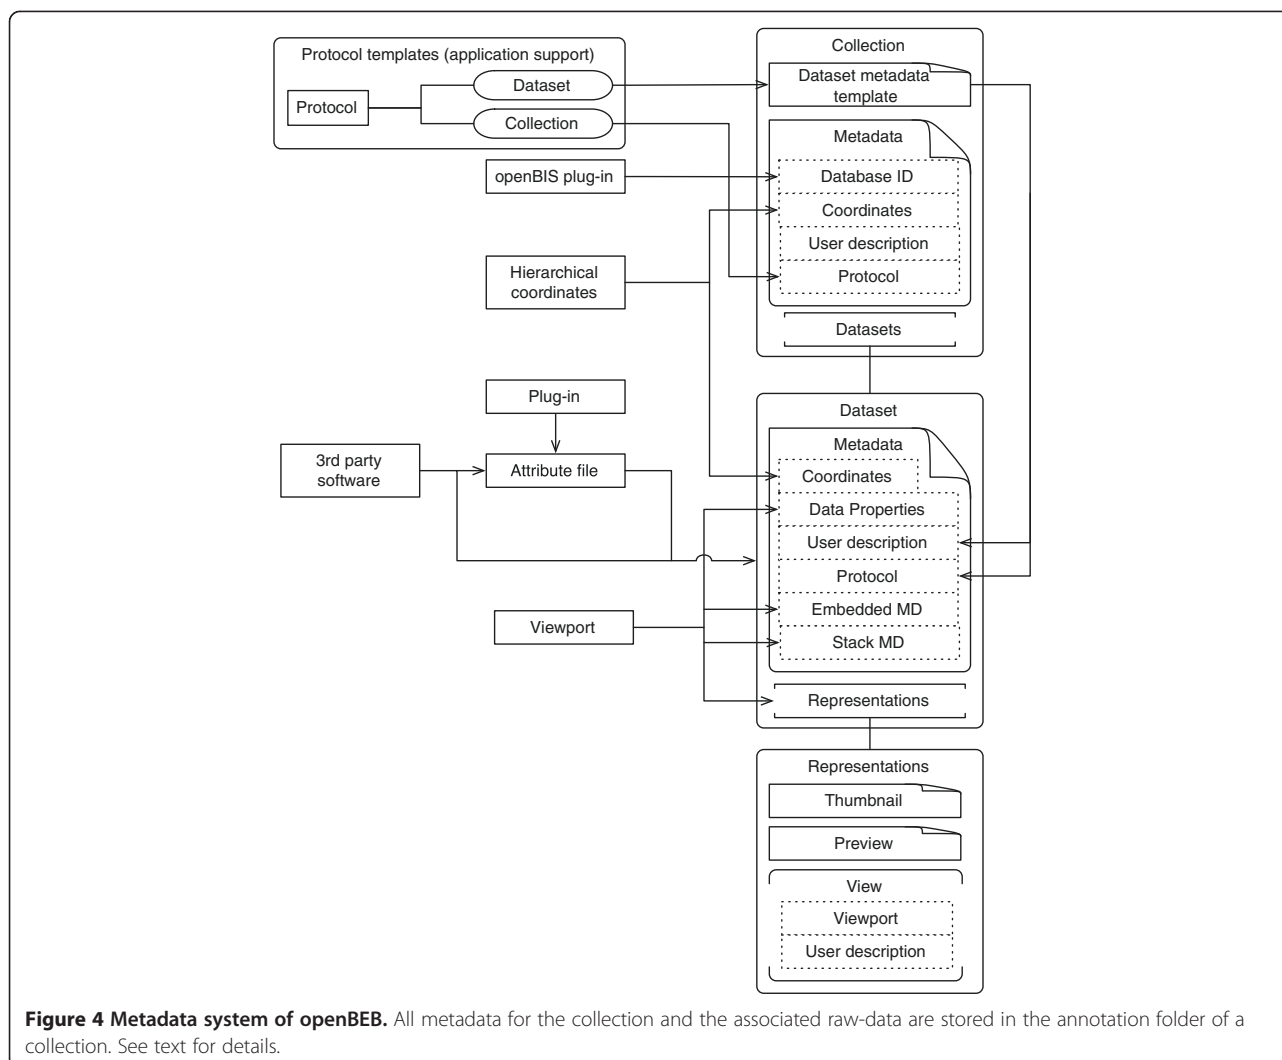 Protocol templates (application support)
Protocol
Dataset
Collection
openBIS plug-in
Hierarchical
coordinates
Plug-in
3rd party
software
Attribute file
Viewport
Collection
Dataset metadata
template
Metadada
Database ID
Coordinates
User description
Protocol
Datasets
Dataset
Metadada
Coordinates
Data Properties
User description
Protocol
Embedded MD
Stack MD
Representations
Representations
Thumbnail
Preview
View
Viewport
User description
Figure 4 Metadata system of openBEB. All metadata for the collection and the associated raw-data are stored in the annotation folder of a
collection. See text for details.